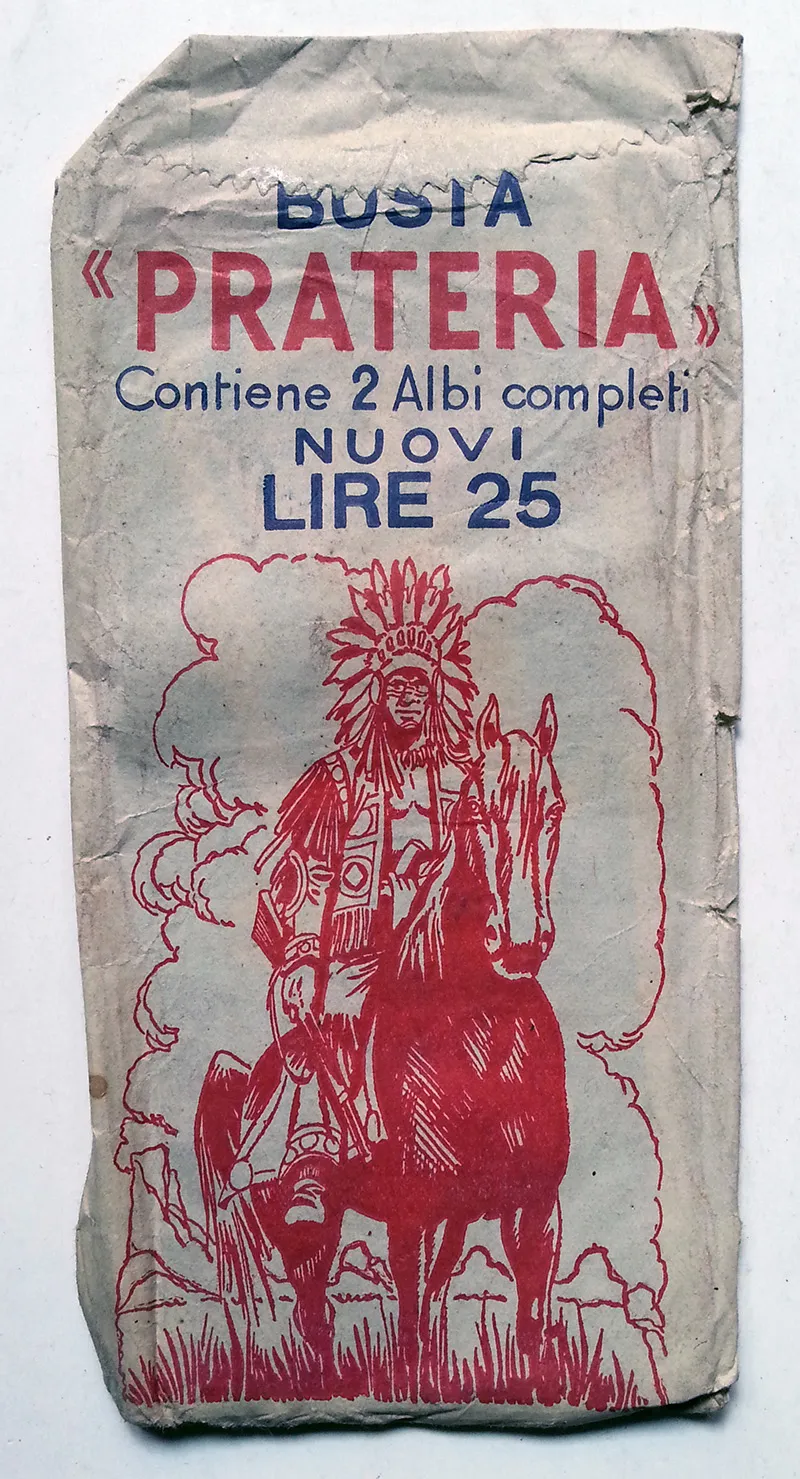 BUSTA
«PRATERIA»
Contiene 2 Albi completi
NUOVI
LIRE 25